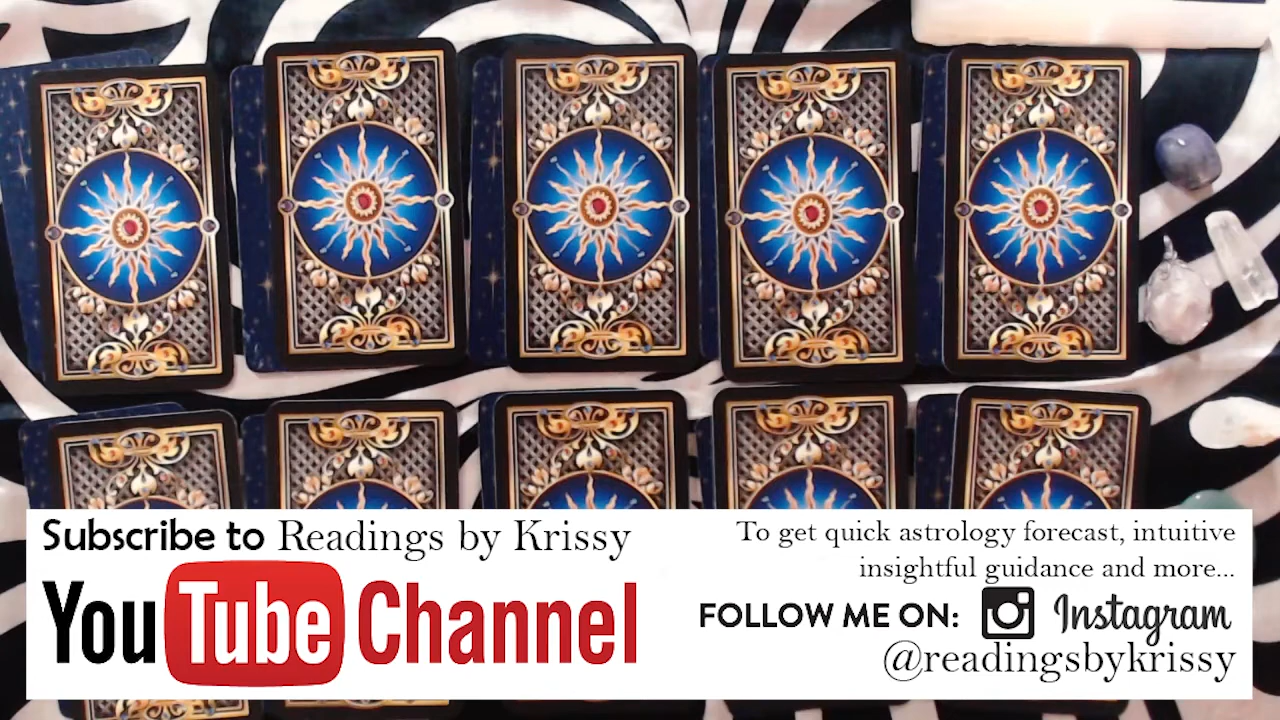 Subscribe to Readings by Krissy
YouTube Channel
To get quick astrology forecast, intuitive
insightful guidance and more...
FOLLOW ME ON: Instagram
@readingsbykrissy